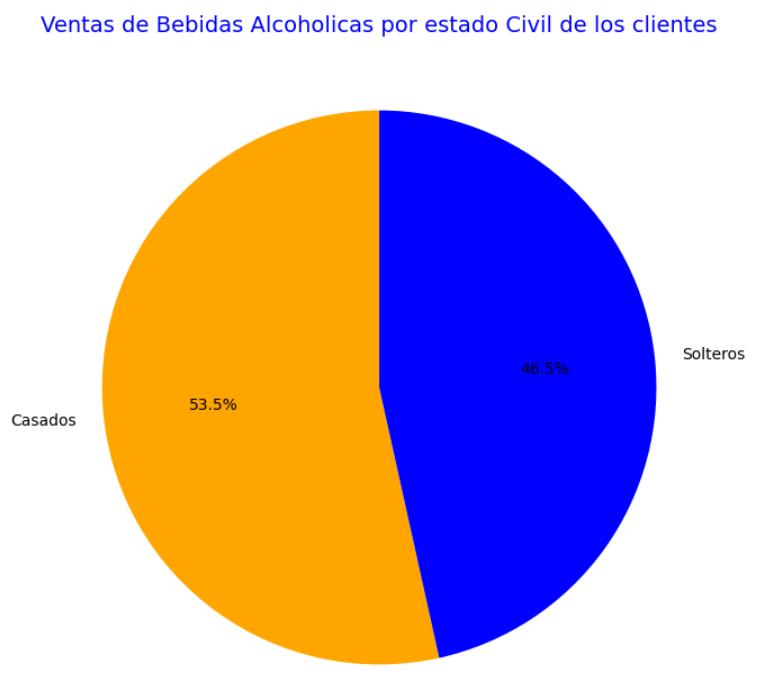 Ventas de Bebidas Alcoholicas por estado Civil de los clientes
Solteros
46.5%
53.5%
Casados